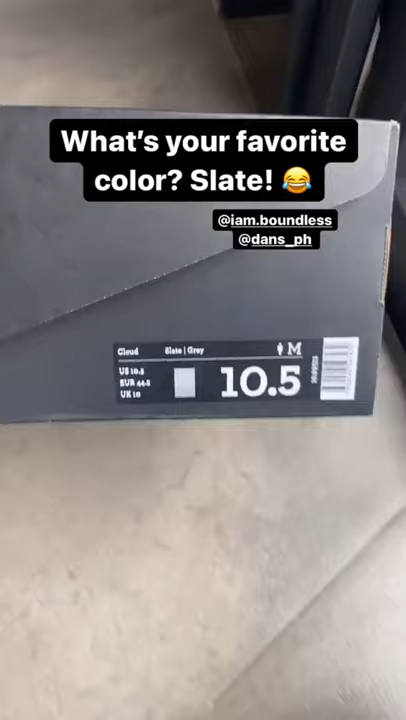 What's your favorite
color? Slate! 😂
@iam.boundless
@dans_ph
Cloud Slate | Grey M
US 10.5
EUR 44.5
UK 10
10.5